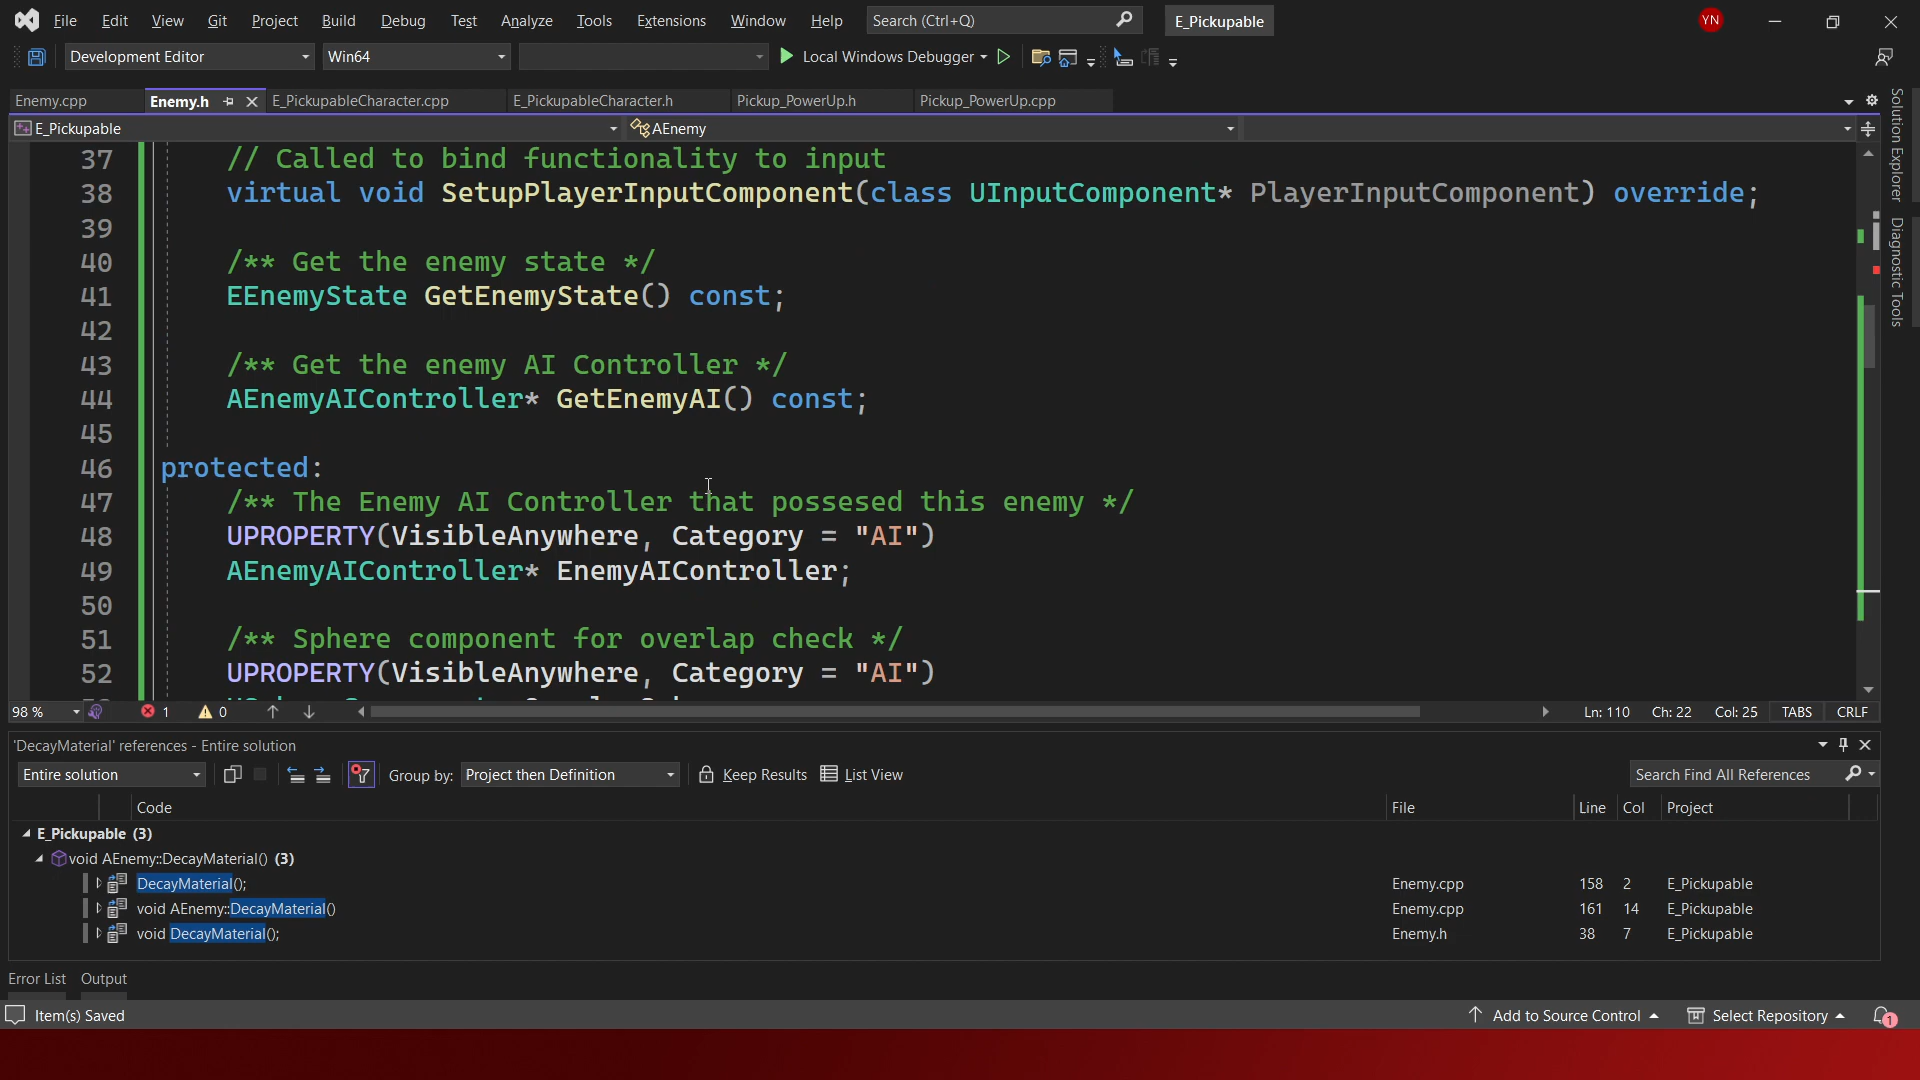 File Edit View Git Project Build Debug Test Analyze Tools Extensions Window Help Search (Ctrl+Q) E_Pickupable YN
Development Editor Win64 Local Windows Debugger
Enemy.cpp Enemy.h E_PickupableCharacter.cpp E_PickupableCharacter.h Pickup_PowerUp.h Pickup_PowerUp.cpp
E_Pickupable AEnemy
37 // Called to bind functionality to input
38 virtual void SetupPlayerInputComponent(class UInputComponent* PlayerInputComponent) override;
39
40 /** Get the enemy state */
41 EEnemyState GetEnemyState() const;
42
43 /** Get the enemy AI Controller */
44 AEnemyAIController* GetEnemyAI() const;
45
46 protected:
47 /** The Enemy AI Controller that possesed this enemy */
48 UPROPERTY(VisibleAnywhere, Category = "AI")
49 AEnemyAIController* EnemyAIController;
50
51 /** Sphere component for overlap check */
52 UPROPERTY(VisibleAnywhere, Category = "AI")
Solution Explorer
Diagnostic Tools
98 % 1 0 Ln: 110 Ch: 22 Col: 25 TABS CRLF
'DecayMaterial' references - Entire solution
Entire solution Group by: Project then Definition Keep Results List View Search Find All References
Code File Line Col Project
E_Pickupable (3)
void AEnemy::DecayMaterial() (3)
DecayMaterial(); Enemy.cpp 158 2 E_Pickupable
void AEnemy::DecayMaterial() Enemy.cpp 161 14 E_Pickupable
void DecayMaterial(); Enemy.h 38 7 E_Pickupable
Error List Output
Item(s) Saved Add to Source Control Select Repository 1